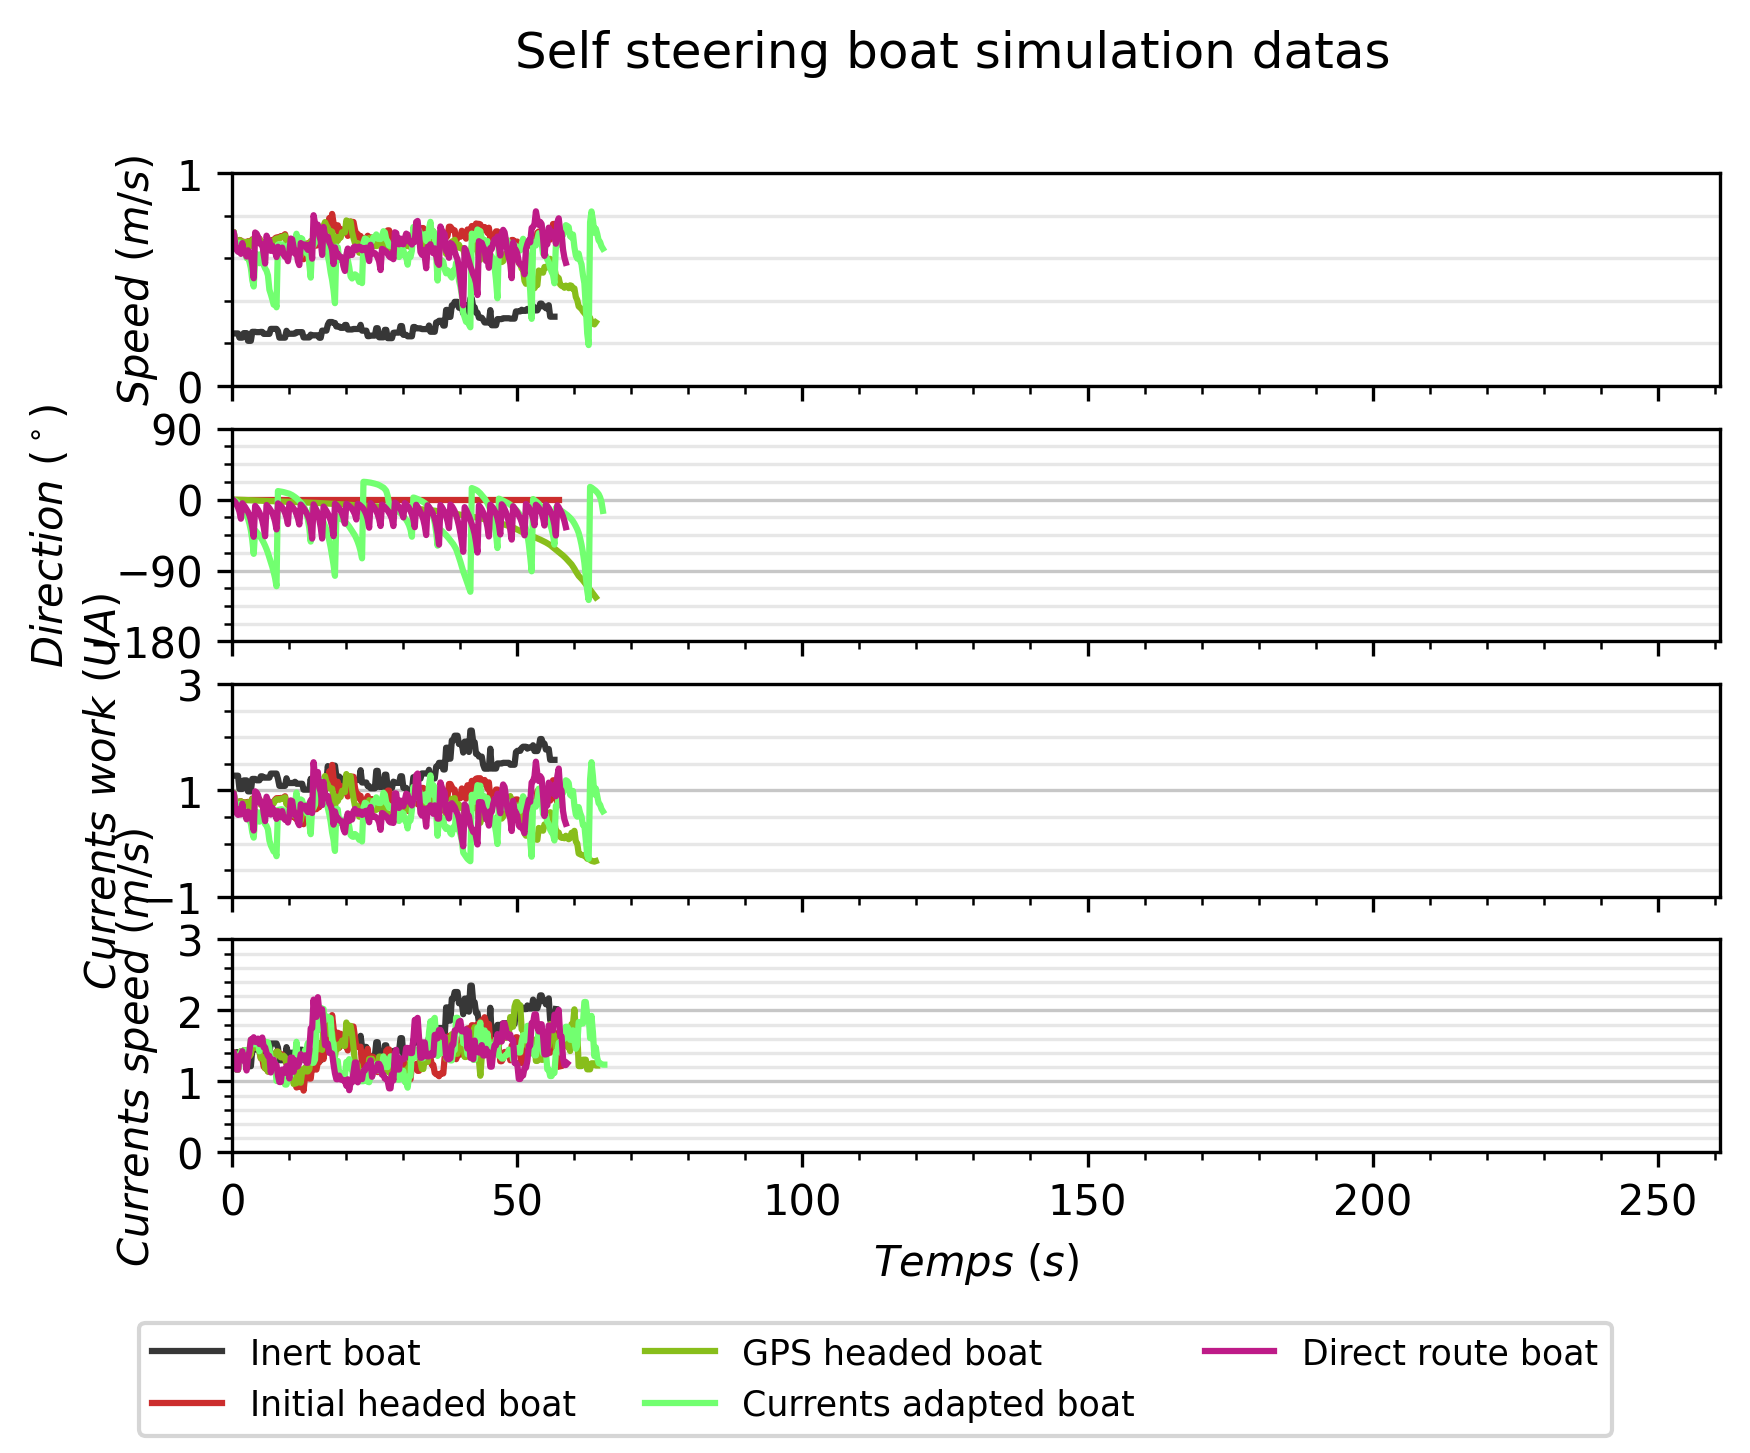 Self steering boat simulation datas
Speed (m/s)
1
0
Direction (°)
90
0
−90
−180
Currents work (UA)
3
1
−1
Currents speed (m/s)
3
2
1
0
0 50 100 150 200 250
Temps (s)
Inert boat GPS headed boat Direct route boat
Initial headed boat Currents adapted boat